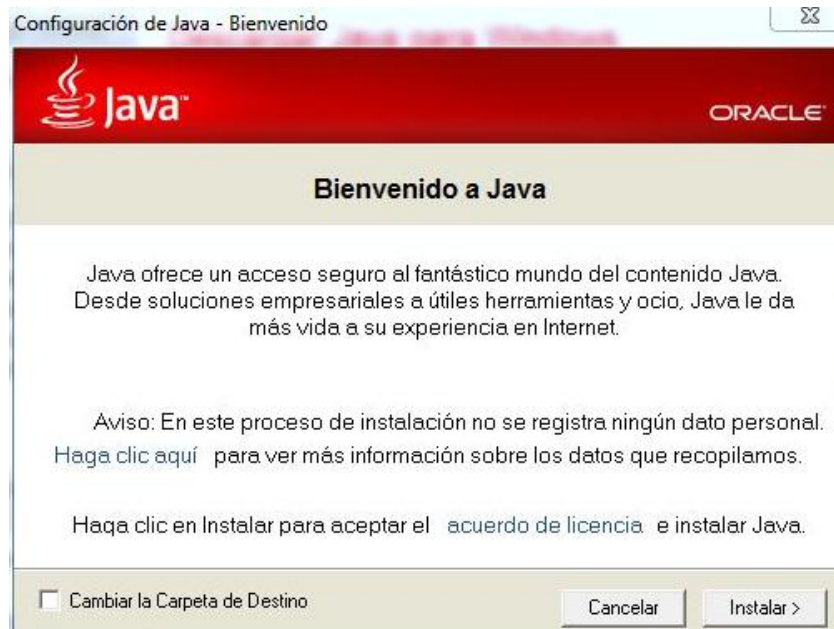 Configuración de Java - Bienvenido
Descargar Java para Windows
Java™
ORACLE
Bienvenido a Java
Java ofrece un acceso seguro al fantástico mundo del contenido Java.
Desde soluciones empresariales a útiles herramientas y ocio, Java le da
más vida a su experiencia en Internet.
Aviso: En este proceso de instalación no se registra ningún dato personal.
Haga clic aquí para ver más información sobre los datos que recopilamos.
Haga clic en Instalar para aceptar el acuerdo de licencia e instalar Java.
Cambiar la Carpeta de Destino
Cancelar
Instalar >